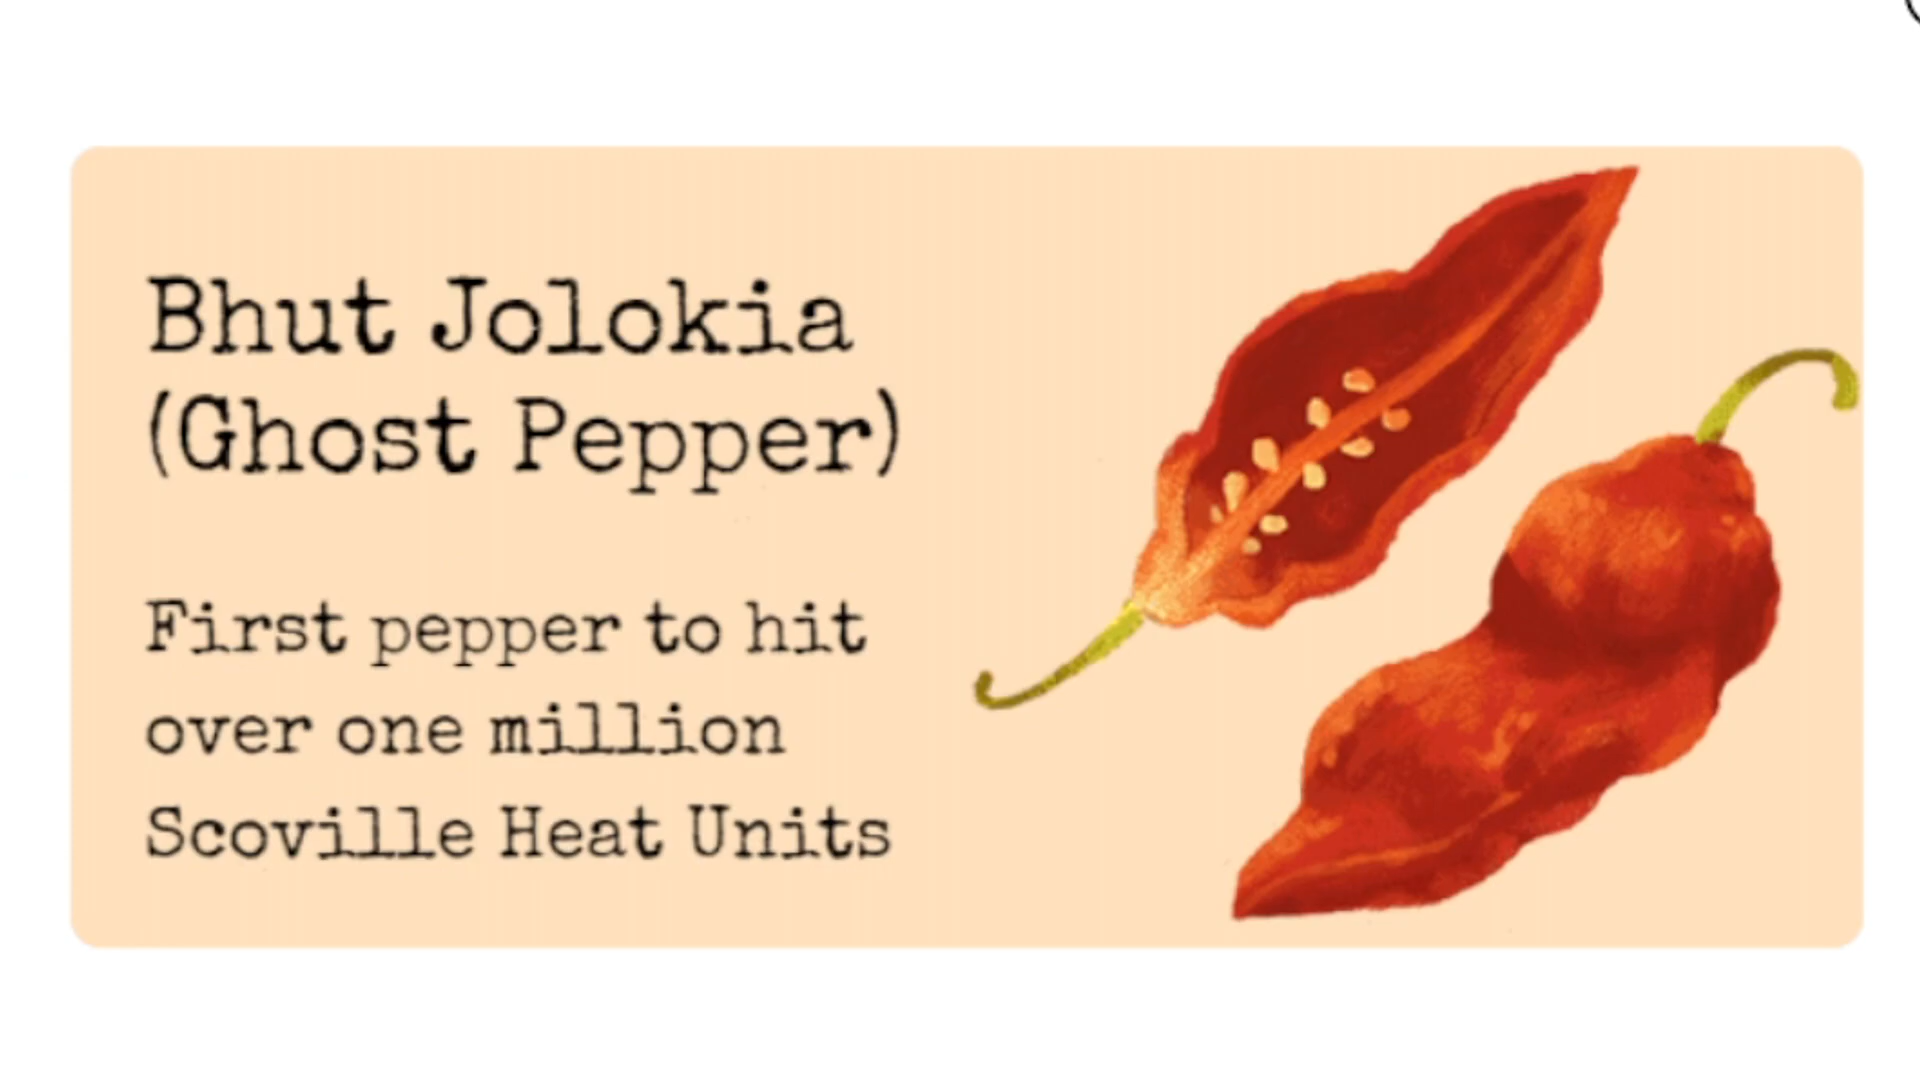 Bhut Jolokia
(Ghost Pepper)
First pepper to hit
over one million
Scoville Heat Units